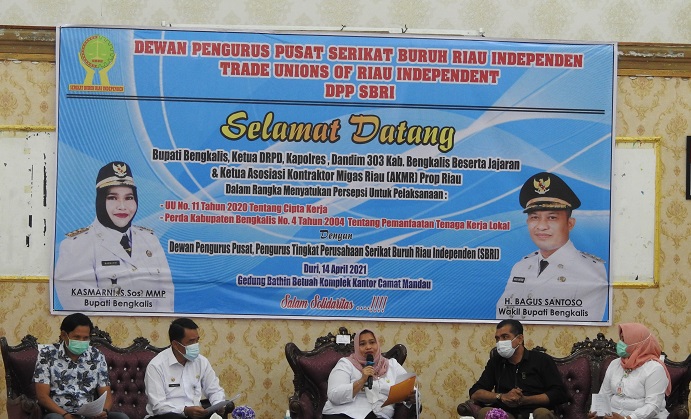 DEWAN PENGURUS PUSAT SERIKAT BURUH RIAU INDEPENDEN
TRADE UNIONS OF RIAU INDEPENDENT
DPP SBRI
SERIKAT BURUH RIAU INDEPENDEN
Selamat Datang
Bupati Bengkalis, Ketua DRPD, Kapolres , Dandim 303 Kab. Bengkalis Beserta Jajaran
& Ketua Asosiasi Kontraktor Migas Riau (AKMR) Prop Riau
Dalam Rangka Menyatukan Persepsi Untuk Pelaksanaan :
- UU No. 11 Tahun 2020 Tentang Cipta Kerja
- Perda Kabupaten Bengkalis No. 4 Tahun 2004 Tentang Pemanfaatan Tenaga Kerja Lokal
Dengan
Dewan Pengurus Pusat, Pengurus Tingkat Perusahaan Serikat Buruh Riau Independen (SBRI)
Duri, 14 April 2021
Gedung Bathin Betuah Komplek Kantor Camat Mandau
Salam Solidaritas .....!!!!
KASMARNI, S.Sos, MMP
Bupati Bengkalis
H. BAGUS SANTOSO
Wakil Bupati Bengkalis